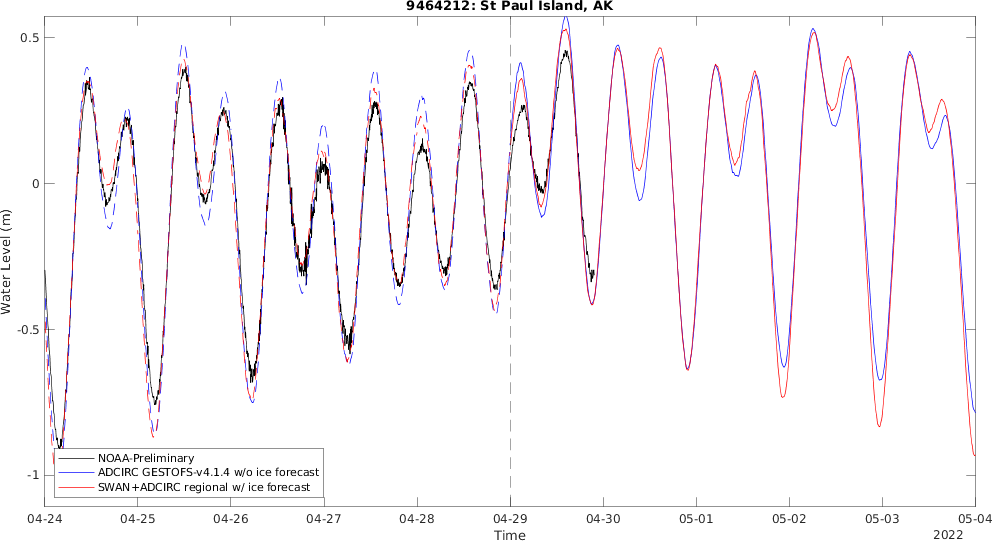 9464212: St Paul Island, AK
0.5
0
-0.5
-1
Water Level (m)
NOAA-Preliminary
ADCIRC GESTOFS-v4.1.4 w/o ice forecast
SWAN+ADCIRC regional w/ ice forecast
04-24 04-25 04-26 04-27 04-28 04-29 04-30 05-01 05-02 05-03 05-04
Time
2022